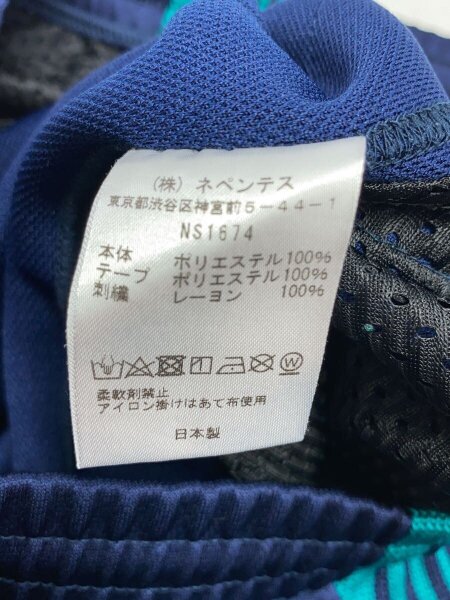 (株) ネペンテス
東京都渋谷区神宮前5-44-1
NS1674
本体 ポリエステル100%
テープ ポリエステル100%
刺繍 レーヨン 100%
柔軟剤禁止
アイロン掛けはあて布使用
日本製